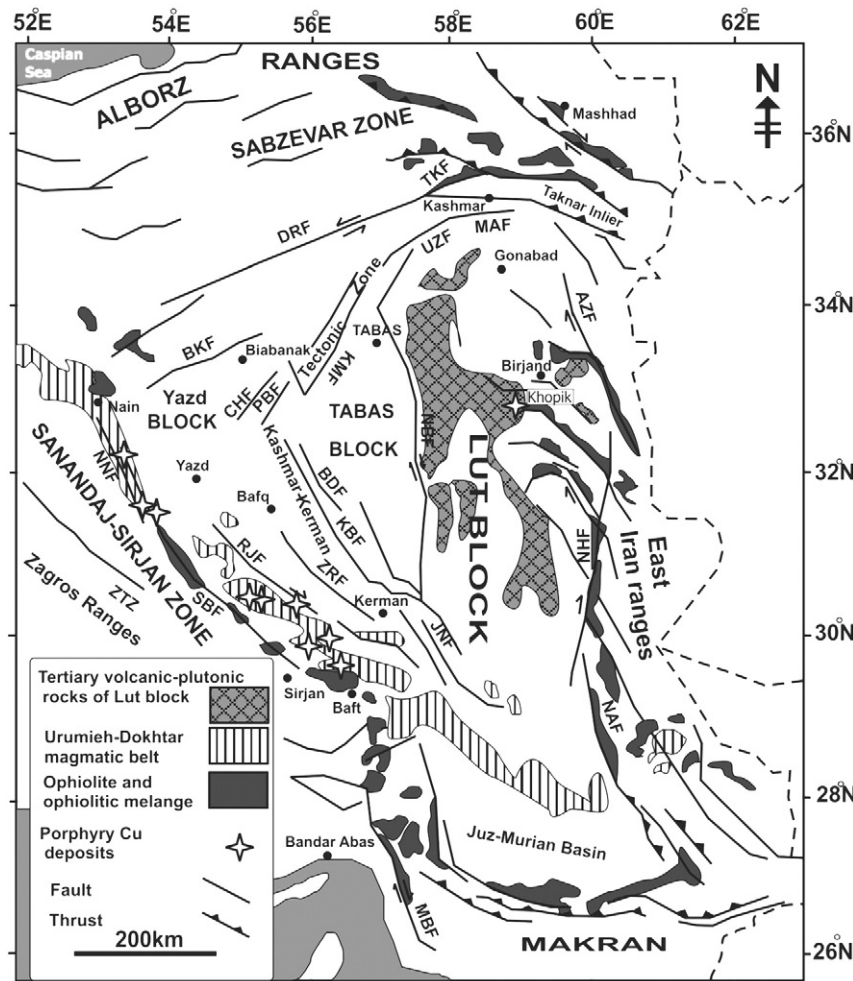 52E 54E 56E 58E 60E 62E
Caspian
Sea
RANGES
ALBORZ
N
Mashhad
SABZEVAR ZONE
36N
TKF
Kashmar
Taknar Inlier
DRF
UZF
MAF
Gonabad
Zone
AZF
34N
TABAS
Tectonic
KMF
BKF
Biabanak
Birjand
CHF
PBF
Khopik
Yazd
BLOCK
TABAS
BLOCK
NBF
Nain
NNF
LUT BLOCK
32N
SANANDAJ-SIRJAN ZONE
Yazd
Kashmar-Kerman
BDF
KBF
Bafq
RJF
ZRF
NHF
East
Iran ranges
Zagros Ranges
ZTZ
SBF
Kerman
JNF
30N
Sirjan
Baft
NAF
Tertiary volcanic-plutonic
rocks of Lut block
Urumieh-Dokhtar
magmatic belt
Ophiolite and
ophiolitic melange
Porphyry Cu
deposits
Fault
Thrust
200km
28N
Juz-Murian Basin
Bandar Abas
MBF
MAKRAN
26N